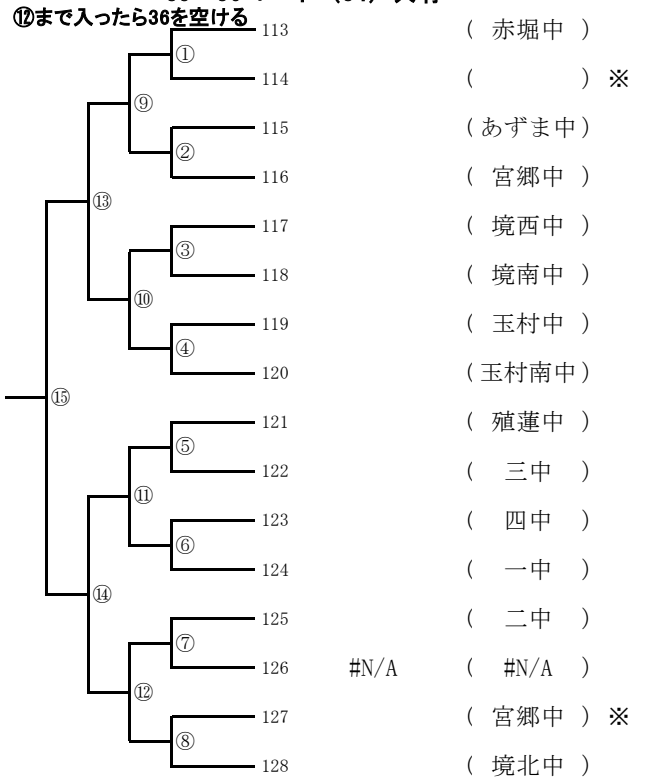 ⑫まで入ったら36を空ける
113 ( 赤堀中 )
①
114 ( ) ※
⑨
115 ( あずま中 )
②
116 ( 宮郷中 )
⑬
117 ( 境西中 )
③
118 ( 境南中 )
⑩
119 ( 玉村中 )
④
120 ( 玉村南中 )
⑮
121 ( 殖蓮中 )
⑤
122 ( 三中 )
⑪
123 ( 四中 )
⑥
124 ( 一中 )
⑭
125 ( 二中 )
⑦
126 #N/A ( #N/A )
⑫
127 ( 宮郷中 ) ※
⑧
128 ( 境北中 )